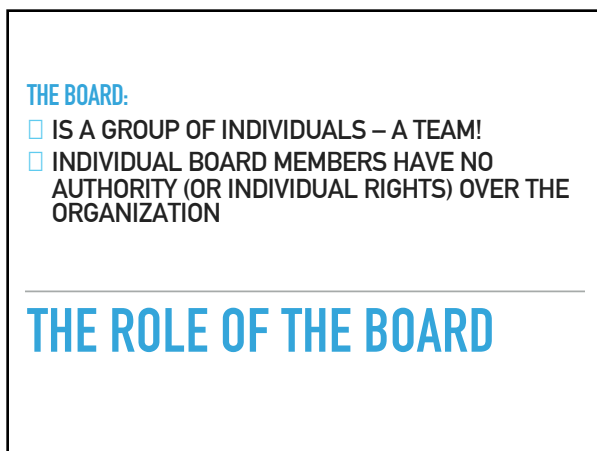 THE BOARD:
IS A GROUP OF INDIVIDUALS – A TEAM!
INDIVIDUAL BOARD MEMBERS HAVE NO
AUTHORITY (OR INDIVIDUAL RIGHTS) OVER THE
ORGANIZATION
THE ROLE OF THE BOARD